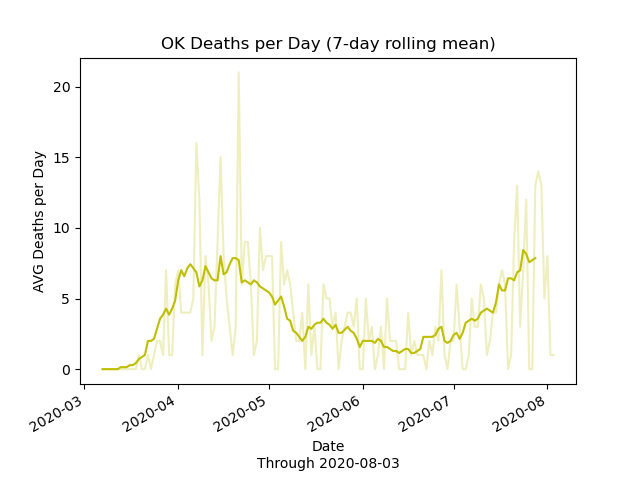 OK Deaths per Day (7-day rolling mean)
AVG Deaths per Day
20
15
10
5
0
2020-03
2020-04
2020-05
2020-06
2020-07
2020-08
Date
Through 2020-08-03